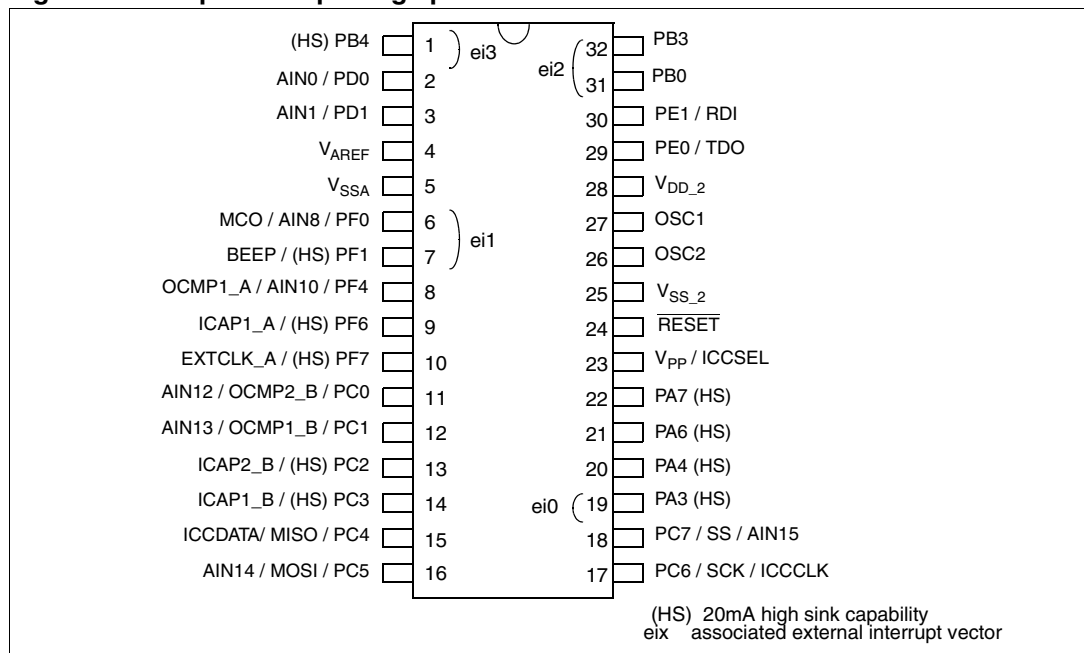 (HS) PB4 1 ei3
AIN0 / PD0 2
AIN1 / PD1 3
VAREF 4
VSSA 5
MCO / AIN8 / PF0 6 ei1
BEEP / (HS) PF1 7
OCMP1_A / AIN10 / PF4 8
ICAP1_A / (HS) PF6 9
EXTCLK_A / (HS) PF7 10
AIN12 / OCMP2_B / PC0 11
AIN13 / OCMP1_B / PC1 12
ICAP2_B / (HS) PC2 13
ICAP1_B / (HS) PC3 14
ICCDATA/ MISO / PC4 15
AIN14 / MOSI / PC5 16
ei2 32 PB3
31 PB0
30 PE1 / RDI
29 PE0 / TDO
28 VDD_2
27 OSC1
26 OSC2
25 VSS_2
24 RESET
23 VPP / ICCSEL
22 PA7 (HS)
21 PA6 (HS)
20 PA4 (HS)
ei0 19 PA3 (HS)
18 PC7 / SS / AIN15
17 PC6 / SCK / ICCCLK
(HS) 20mA high sink capability
eix associated external interrupt vector